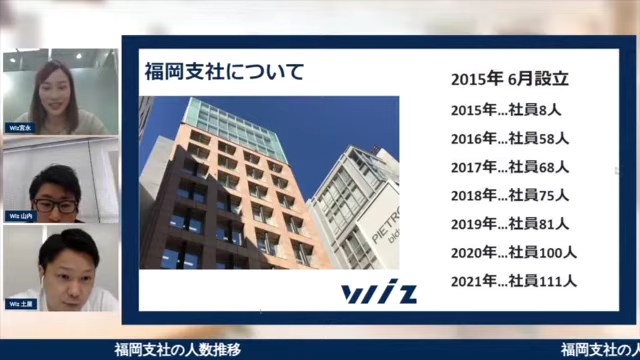 福岡支社について
2015年 6月設立
2015年…社員8人
2016年…社員58人
2017年…社員68人
2018年…社員75人
2019年…社員81人
2020年…社員100人
2021年…社員111人
PIETRO
bldg
Wiz
Wiz宮永
Wiz 山内
Wiz 土屋
福岡支社の人数推移
福岡支社の人